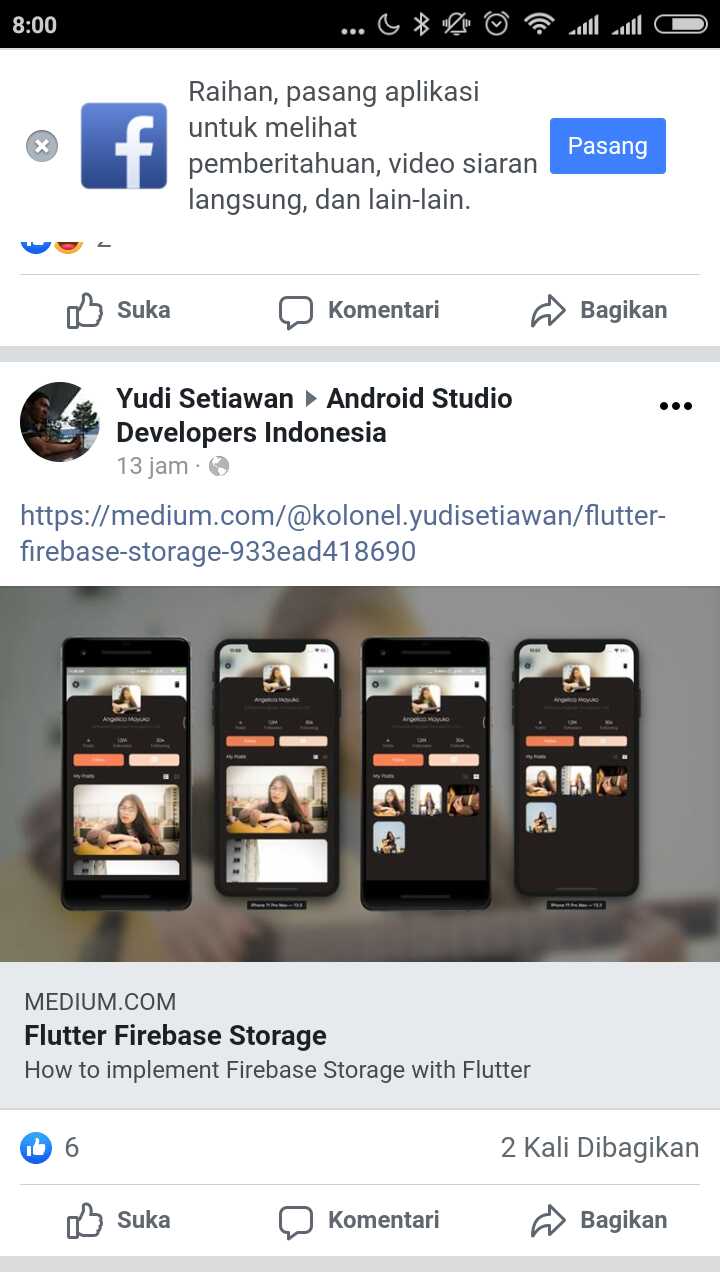 8:00
Raihan, pasang aplikasi
untuk melihat
pemberitahuan, video siaran
langsung, dan lain-lain.
Pasang
Suka
Komentari
Bagikan
Yudi Setiawan ▸ Android Studio
Developers Indonesia
13 jam ·
https://medium.com/@kolonel.yudisetiawan/flutter-
firebase-storage-933ead418690
Angelica Mayuko
My Posts
Angelica Mayuko
My Posts
Angelica Mayuko
My Posts
Angelica Mayuko
My Posts
MEDIUM.COM
Flutter Firebase Storage
How to implement Firebase Storage with Flutter
6
2 Kali Dibagikan
Suka
Komentari
Bagikan